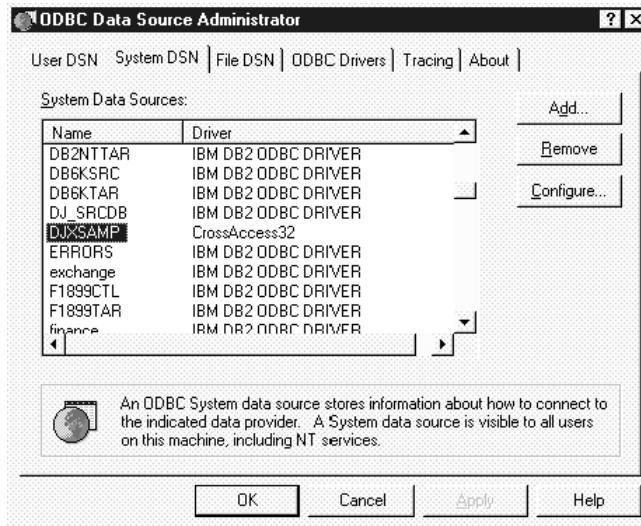 ODBC Data Source Administrator
User DSN System DSN File DSN ODBC Drivers Tracing About
System Data Sources:
Add...
Name Driver
DB2NTTAR IBM DB2 ODBC DRIVER
Remove
DB6KSRC IBM DB2 ODBC DRIVER
DB6KTAR IBM DB2 ODBC DRIVER
Configure...
DJ_SRCDB IBM DB2 ODBC DRIVER
DJXSAMP CrossAccess32
ERRORS IBM DB2 ODBC DRIVER
exchange IBM DB2 ODBC DRIVER
F1899CTL IBM DB2 ODBC DRIVER
F1899TAR IBM DB2 ODBC DRIVER
finance IBM DB2 ODBC DRIVER
An ODBC System data source stores information about how to connect to
the indicated data provider. A System data source is visible to all users
on this machine, including NT services.
OK Cancel Apply Help